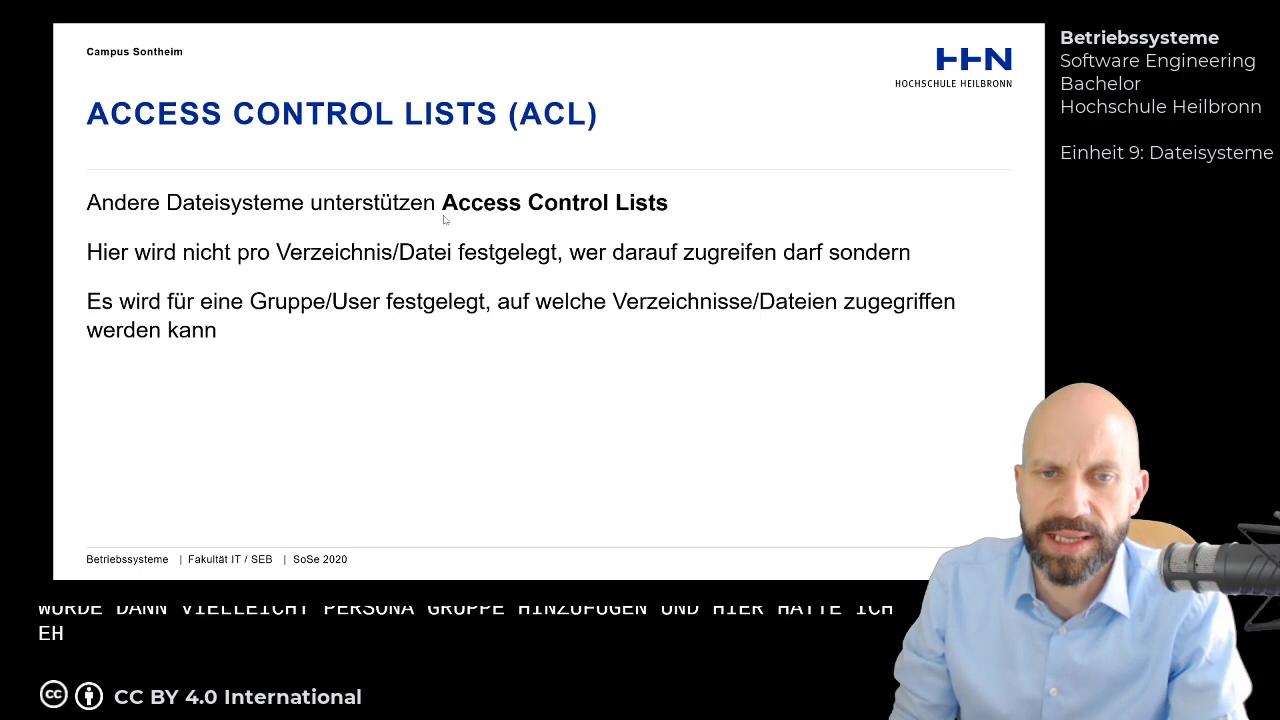 Campus Sontheim
HHN
HOCHSCHULE HEILBRONN
ACCESS CONTROL LISTS (ACL)
Andere Dateisysteme unterstützen Access Control Lists
Hier wird nicht pro Verzeichnis/Datei festgelegt, wer darauf zugreifen darf sondern
Es wird für eine Gruppe/User festgelegt, auf welche Verzeichnisse/Dateien zugegriffen
werden kann
Betriebssysteme | Fakultät IT / SEB | SoSe 2020
Betriebssysteme
Software Engineering
Bachelor
Hochschule Heilbronn
Einheit 9: Dateisysteme
WÜRDE DANN VIELLEICHT PERSONA GRUPPE HINZUFÜGEN UND HIER HÄTTE ICH
EH
cc
CC BY 4.0 International